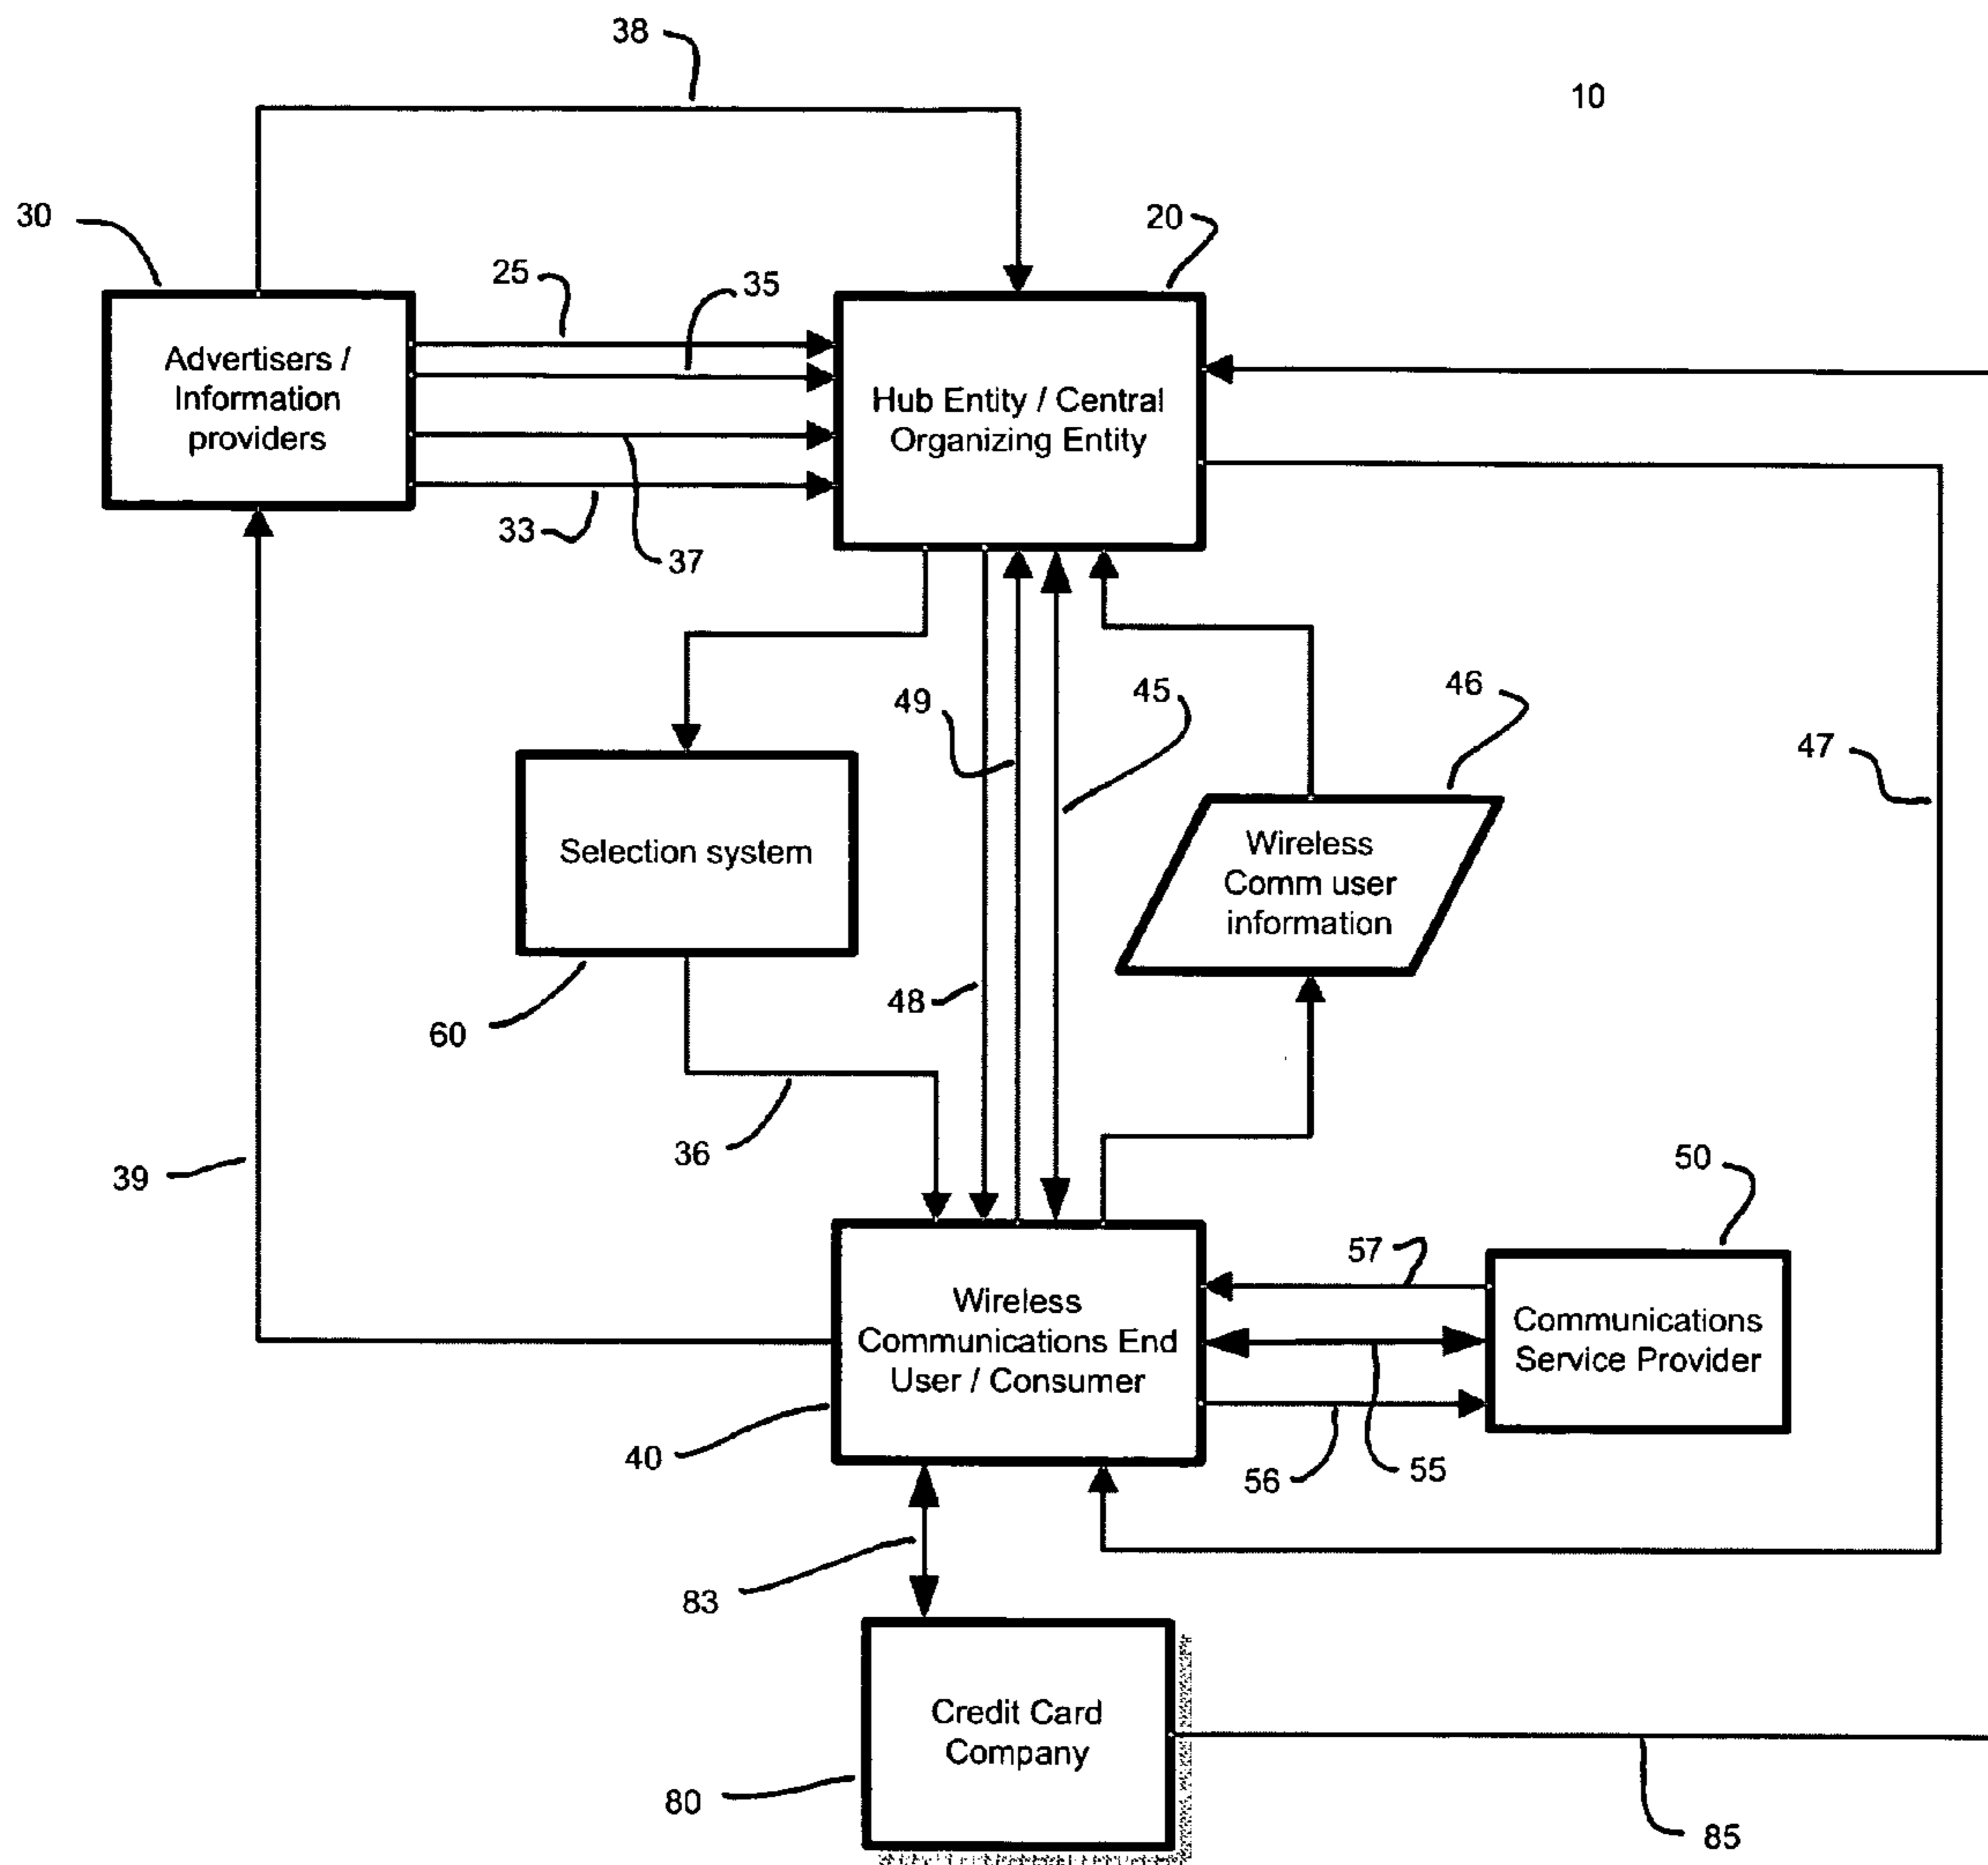 38
10
30
20
25
35
Advertisers /
Information
providers
Hub Entity / Central
Organizing Entity
33
37
49
45
46
47
Selection system
Wireless
Comm user
information
48
60
36
39
50
57
Wireless
Communications End
User / Consumer
Communications
Service Provider
40
56
55
83
Credit Card
Company
80
85